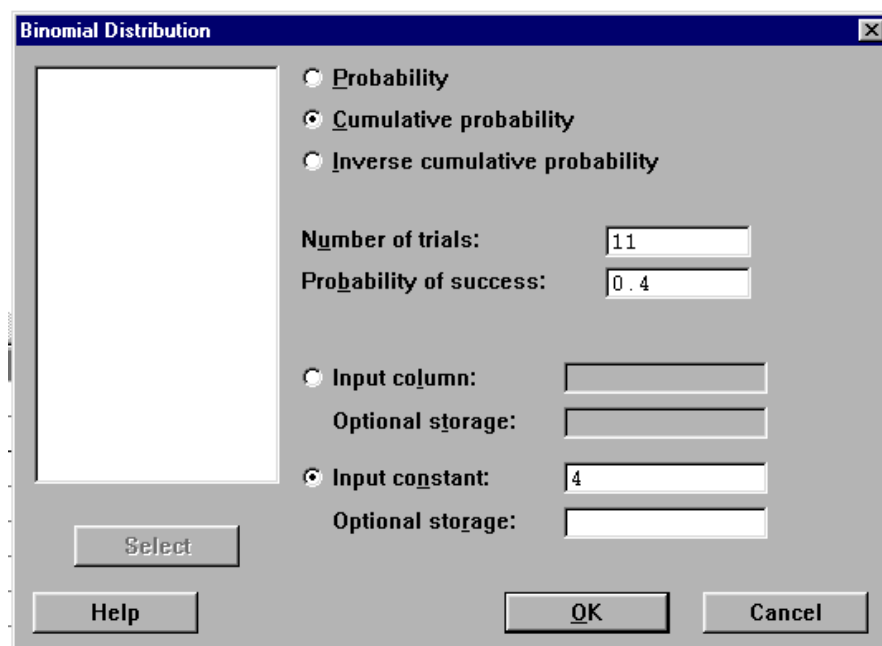 Binomial Distribution
Probability
Cumulative probability
Inverse cumulative probability
Number of trials: 11
Probability of success: 0.4
Input column:
Optional storage:
Input constant: 4
Optional storage:
Select
Help OK Cancel